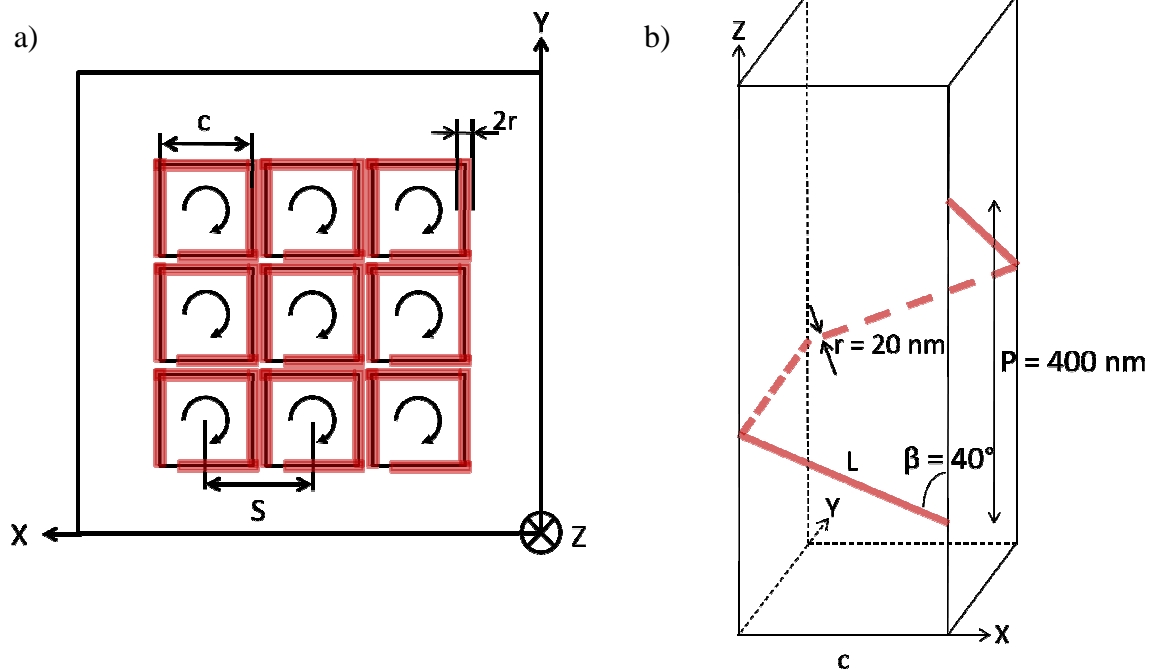 a)
Y
c
2r
S
X
Z
b)
Z
r = 20 nm
P = 400 nm
L
β = 40°
Y
X
c